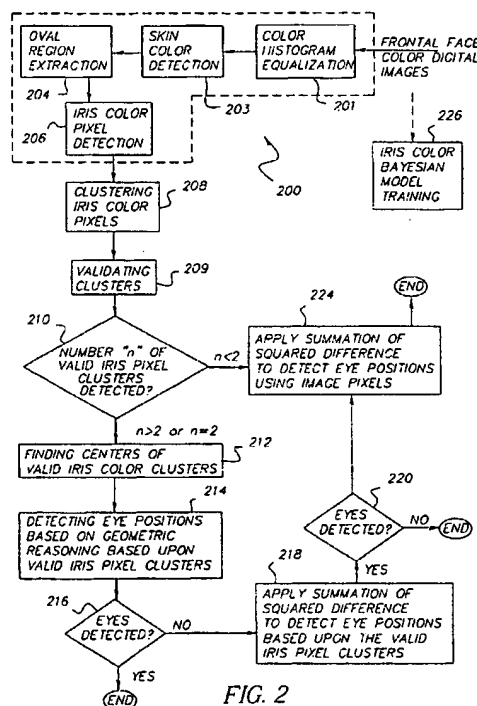 OVAL
REGION
EXTRACTION
SKIN
COLOR
DETECTION
COLOR
HISTOGRAM
EQUALIZATION
FRONTAL FACE
COLOR DIGITAL
IMAGES
204
203
201
206
IRIS COLOR
PIXEL
DETECTION
226
IRIS COLOR
BAYESIAN
MODEL
TRAINING
200
CLUSTERING
IRIS COLOR
PIXELS
208
VALIDATING
CLUSTERS
209
210
NUMBER "n" OF
VALID IRIS PIXEL
CLUSTERS
DETECTED?
n<2
224
END
APPLY SUMMATION OF
SQUARED DIFFERENCE
TO DETECT EYE POSITIONS
USING IMAGE PIXELS
n>2 or n=2
212
FINDING CENTERS OF
VALID IRIS COLOR CLUSTERS
214
DETECTING EYE POSITIONS
BASED ON GEOMETRIC
REASONING BASED UPON
VALID IRIS PIXEL CLUSTERS
220
EYES
DETECTED?
NO
END
YES
216
EYES
DETECTED?
NO
218
APPLY SUMMATION OF
SQUARED DIFFERENCE
TO DETECT EYE POSITIONS
BASED UPON THE VALID
IRIS PIXEL CLUSTERS
YES
END
FIG. 2